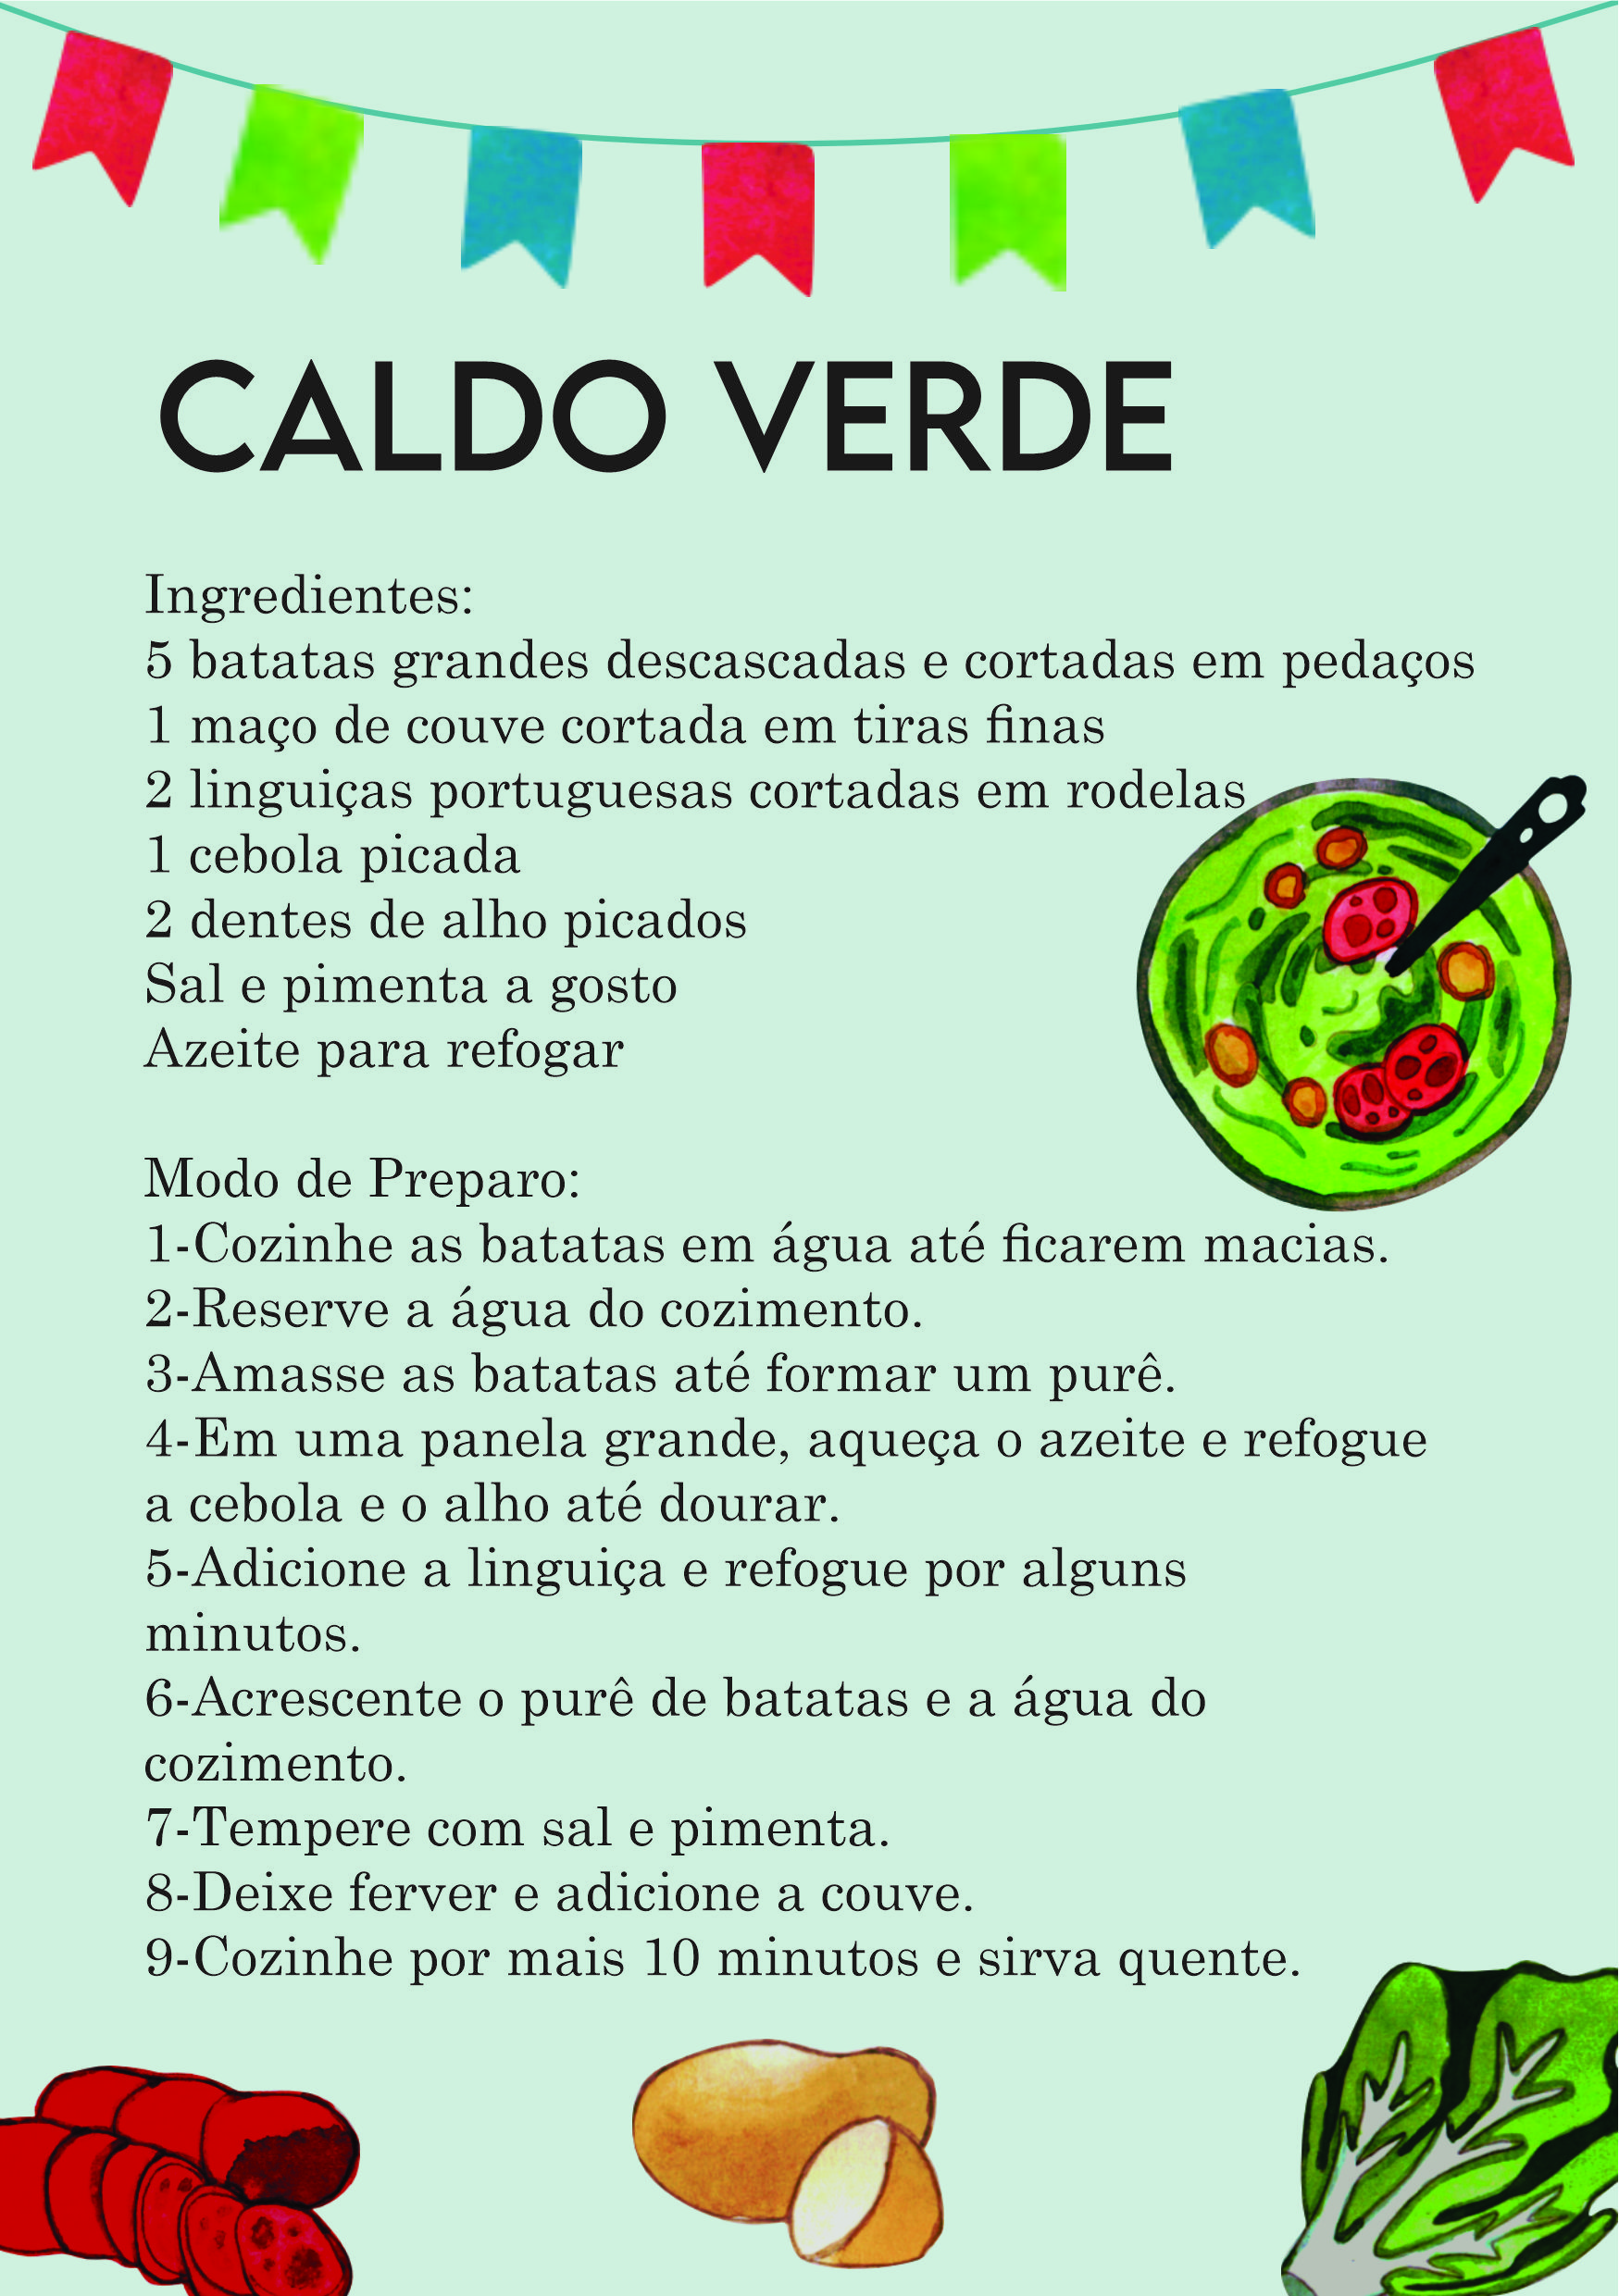 CALDO VERDE
Ingredientes:
5 batatas grandes descascadas e cortadas em pedaços
1 maço de couve cortada em tiras finas
2 linguiças portuguesas cortadas em rodelas
1 cebola picada
2 dentes de alho picados
Sal e pimenta a gosto
Azeite para refogar
Modo de Preparo:
1-Cozinhe as batatas em água até ficarem macias.
2-Reserve a água do cozimento.
3-Amasse as batatas até formar um purê.
4-Em uma panela grande, aqueça o azeite e refogue
a cebola e o alho até dourar.
5-Adicione a linguiça e refogue por alguns
minutos.
6-Acrescente o purê de batatas e a água do
cozimento.
7-Tempere com sal e pimenta.
8-Deixe ferver e adicione a couve.
9-Cozinhe por mais 10 minutos e sirva quente.